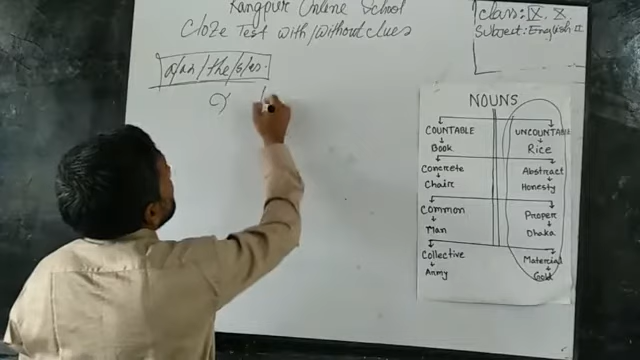 Rangpur Online School
Cloze Test with/without clues
class: IX, X.
Subject: English II
a/an/the/s/es.
NOUNS
COUNTABLE UNCOUNTABLE
Book Rice
Concrete Abstract
Chair Honesty
Common Proper
Man Dhaka
Collective Material
Army Gold